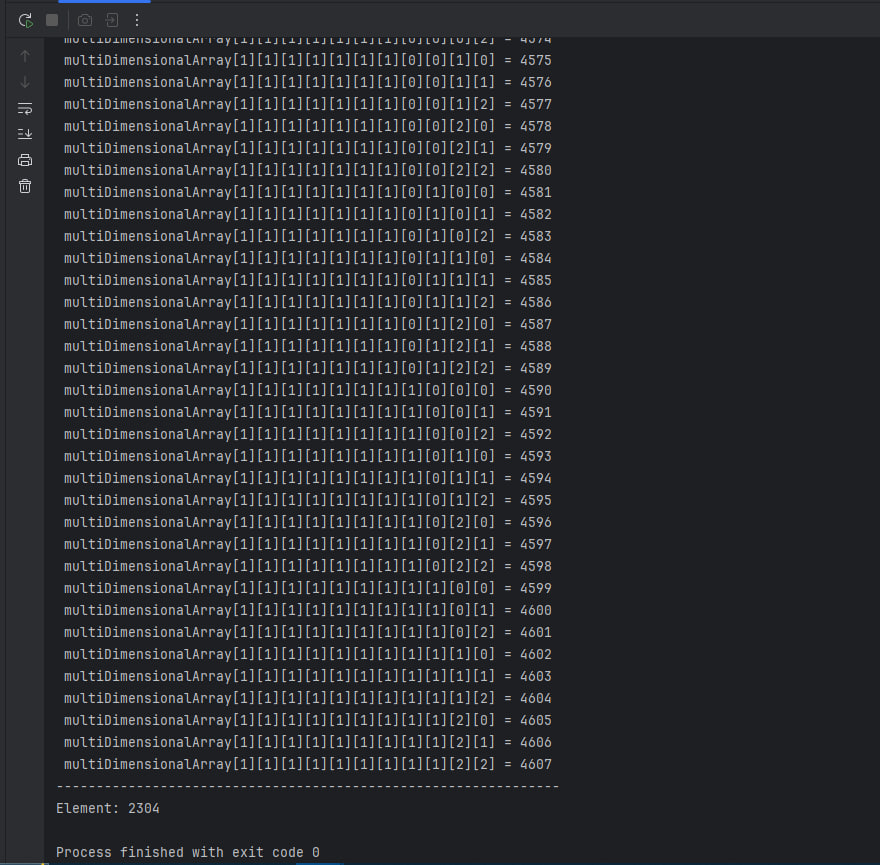 multiDimensionalArray[1][1][1][1][1][1][1][0][0][0][2] = 4574
multiDimensionalArray[1][1][1][1][1][1][1][0][0][1][0] = 4575
multiDimensionalArray[1][1][1][1][1][1][1][0][0][1][1] = 4576
multiDimensionalArray[1][1][1][1][1][1][1][0][0][1][2] = 4577
multiDimensionalArray[1][1][1][1][1][1][1][0][0][2][0] = 4578
multiDimensionalArray[1][1][1][1][1][1][1][0][0][2][1] = 4579
multiDimensionalArray[1][1][1][1][1][1][1][0][0][2][2] = 4580
multiDimensionalArray[1][1][1][1][1][1][1][0][1][0][0] = 4581
multiDimensionalArray[1][1][1][1][1][1][1][0][1][0][1] = 4582
multiDimensionalArray[1][1][1][1][1][1][1][0][1][0][2] = 4583
multiDimensionalArray[1][1][1][1][1][1][1][0][1][1][0] = 4584
multiDimensionalArray[1][1][1][1][1][1][1][0][1][1][1] = 4585
multiDimensionalArray[1][1][1][1][1][1][1][0][1][1][2] = 4586
multiDimensionalArray[1][1][1][1][1][1][1][0][1][2][0] = 4587
multiDimensionalArray[1][1][1][1][1][1][1][0][1][2][1] = 4588
multiDimensionalArray[1][1][1][1][1][1][1][0][1][2][2] = 4589
multiDimensionalArray[1][1][1][1][1][1][1][1][0][0][0] = 4590
multiDimensionalArray[1][1][1][1][1][1][1][1][0][0][1] = 4591
multiDimensionalArray[1][1][1][1][1][1][1][1][0][0][2] = 4592
multiDimensionalArray[1][1][1][1][1][1][1][1][0][1][0] = 4593
multiDimensionalArray[1][1][1][1][1][1][1][1][0][1][1] = 4594
multiDimensionalArray[1][1][1][1][1][1][1][1][0][1][2] = 4595
multiDimensionalArray[1][1][1][1][1][1][1][1][0][2][0] = 4596
multiDimensionalArray[1][1][1][1][1][1][1][1][0][2][1] = 4597
multiDimensionalArray[1][1][1][1][1][1][1][1][0][2][2] = 4598
multiDimensionalArray[1][1][1][1][1][1][1][1][1][0][0] = 4599
multiDimensionalArray[1][1][1][1][1][1][1][1][1][0][1] = 4600
multiDimensionalArray[1][1][1][1][1][1][1][1][1][0][2] = 4601
multiDimensionalArray[1][1][1][1][1][1][1][1][1][1][0] = 4602
multiDimensionalArray[1][1][1][1][1][1][1][1][1][1][1] = 4603
multiDimensionalArray[1][1][1][1][1][1][1][1][1][1][2] = 4604
multiDimensionalArray[1][1][1][1][1][1][1][1][1][2][0] = 4605
multiDimensionalArray[1][1][1][1][1][1][1][1][1][2][1] = 4606
multiDimensionalArray[1][1][1][1][1][1][1][1][1][2][2] = 4607
---------------------------------------------------------------
Element: 2304
Process finished with exit code 0